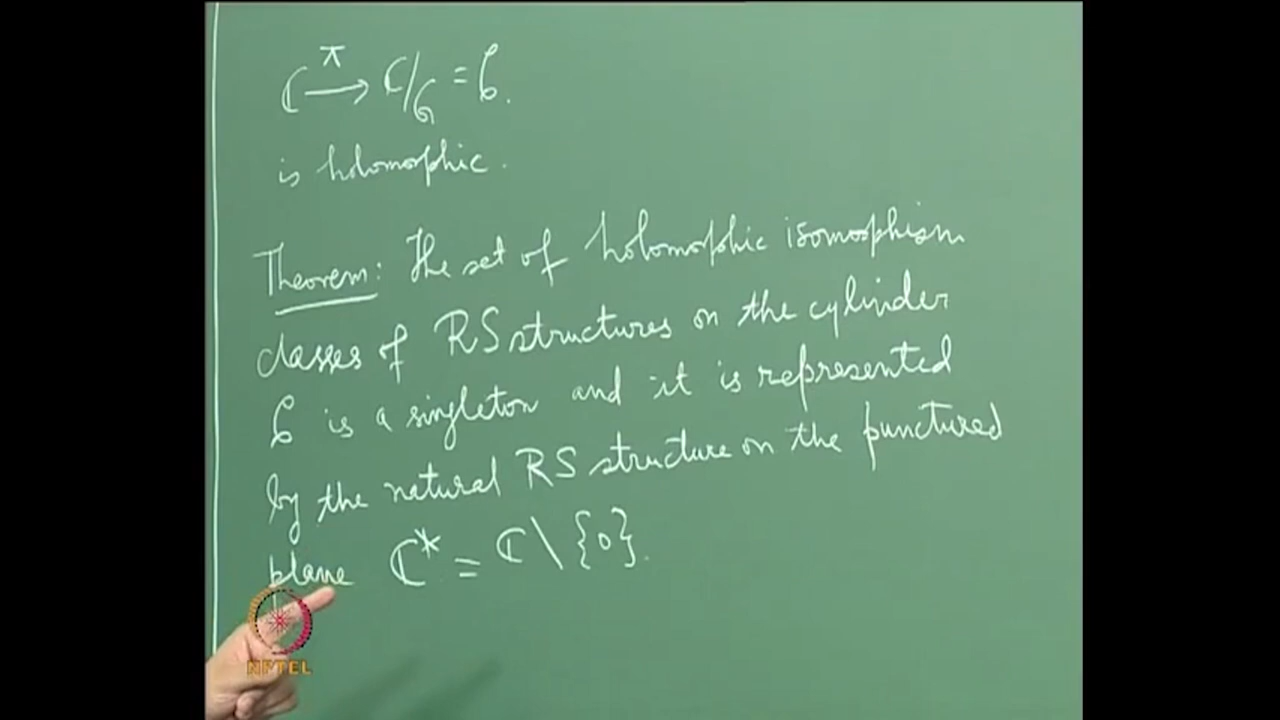 ℂ —π→ ℂ/G = 𝒞.
is holomorphic.
Theorem: The set of holomorphic isomorphism
classes of RS structures on the cylinder
𝒞 is a singleton and it is represented
by the natural RS structure on the punctured
plane ℂ* = ℂ \ {0}.
NPTEL